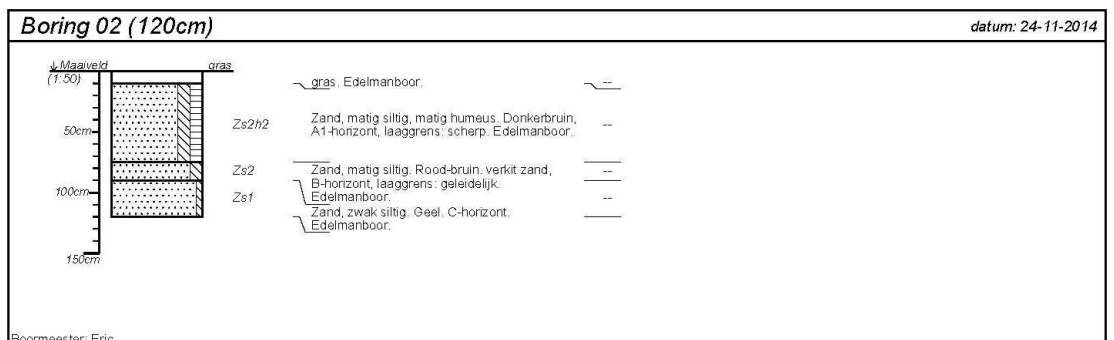 Boring 02 (120cm)
datum: 24-11-2014
↓ Maaiveld
gras
(1:50)
gras. Edelmanboor.
--
50cm
Zs2h2
Zand, matig siltig, matig humeus. Donkerbruin,
A1-horizont, laaggrens: scherp. Edelmanboor.
--
Zs2
Zand, matig siltig. Rood-bruin. verkit zand,
B-horizont, laaggrens: geleidelijk.
Edelmanboor.
--
100cm
Zs1
Zand, zwak siltig. Geel. C-horizont.
Edelmanboor.
--
150cm
Boormeester: Eric